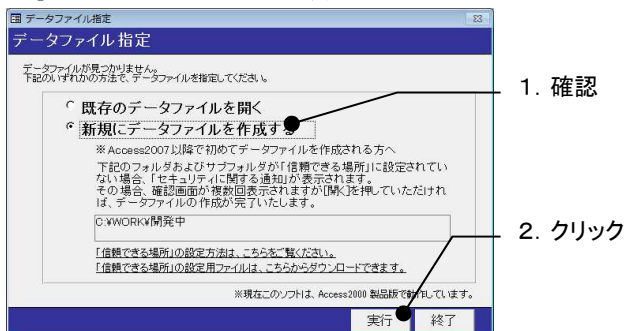 データファイル指定
データファイル指定
データファイルが見つかりません。
下記のいずれかの方法で、データファイルを指定してください。
既存のデータファイルを開く
新規にデータファイルを作成する
1. 確認
※Access2007以降で初めてデータファイルを作成される方へ
下記のフォルダおよびサブフォルダが「信頼できる場所」に設定されてい
ない場合、「セキュリティに関する通知」が表示されます。
その場合、確認画面が複数回表示されますが[開く]を押していただけれ
ば、データファイルの作成が完了いたします。
C:¥WORK¥開発中
2. クリック
「信頼できる場所」の設定方法は、こちらをご覧ください。
「信頼できる場所」の設定用ファイルは、こちらからダウンロードできます。
※現在このソフトは、Access2000 製品版で動作しています。
実行
終了